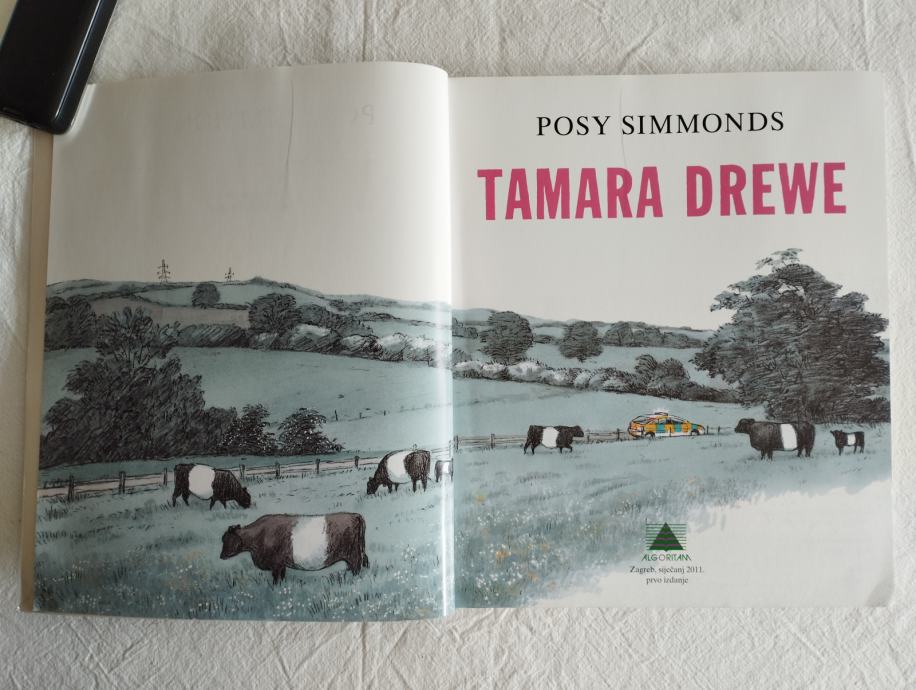 POSY SIMMONDS
TAMARA DREWE
ALGORITAM
Zagreb, siječanj 2011.
prvo izdanje